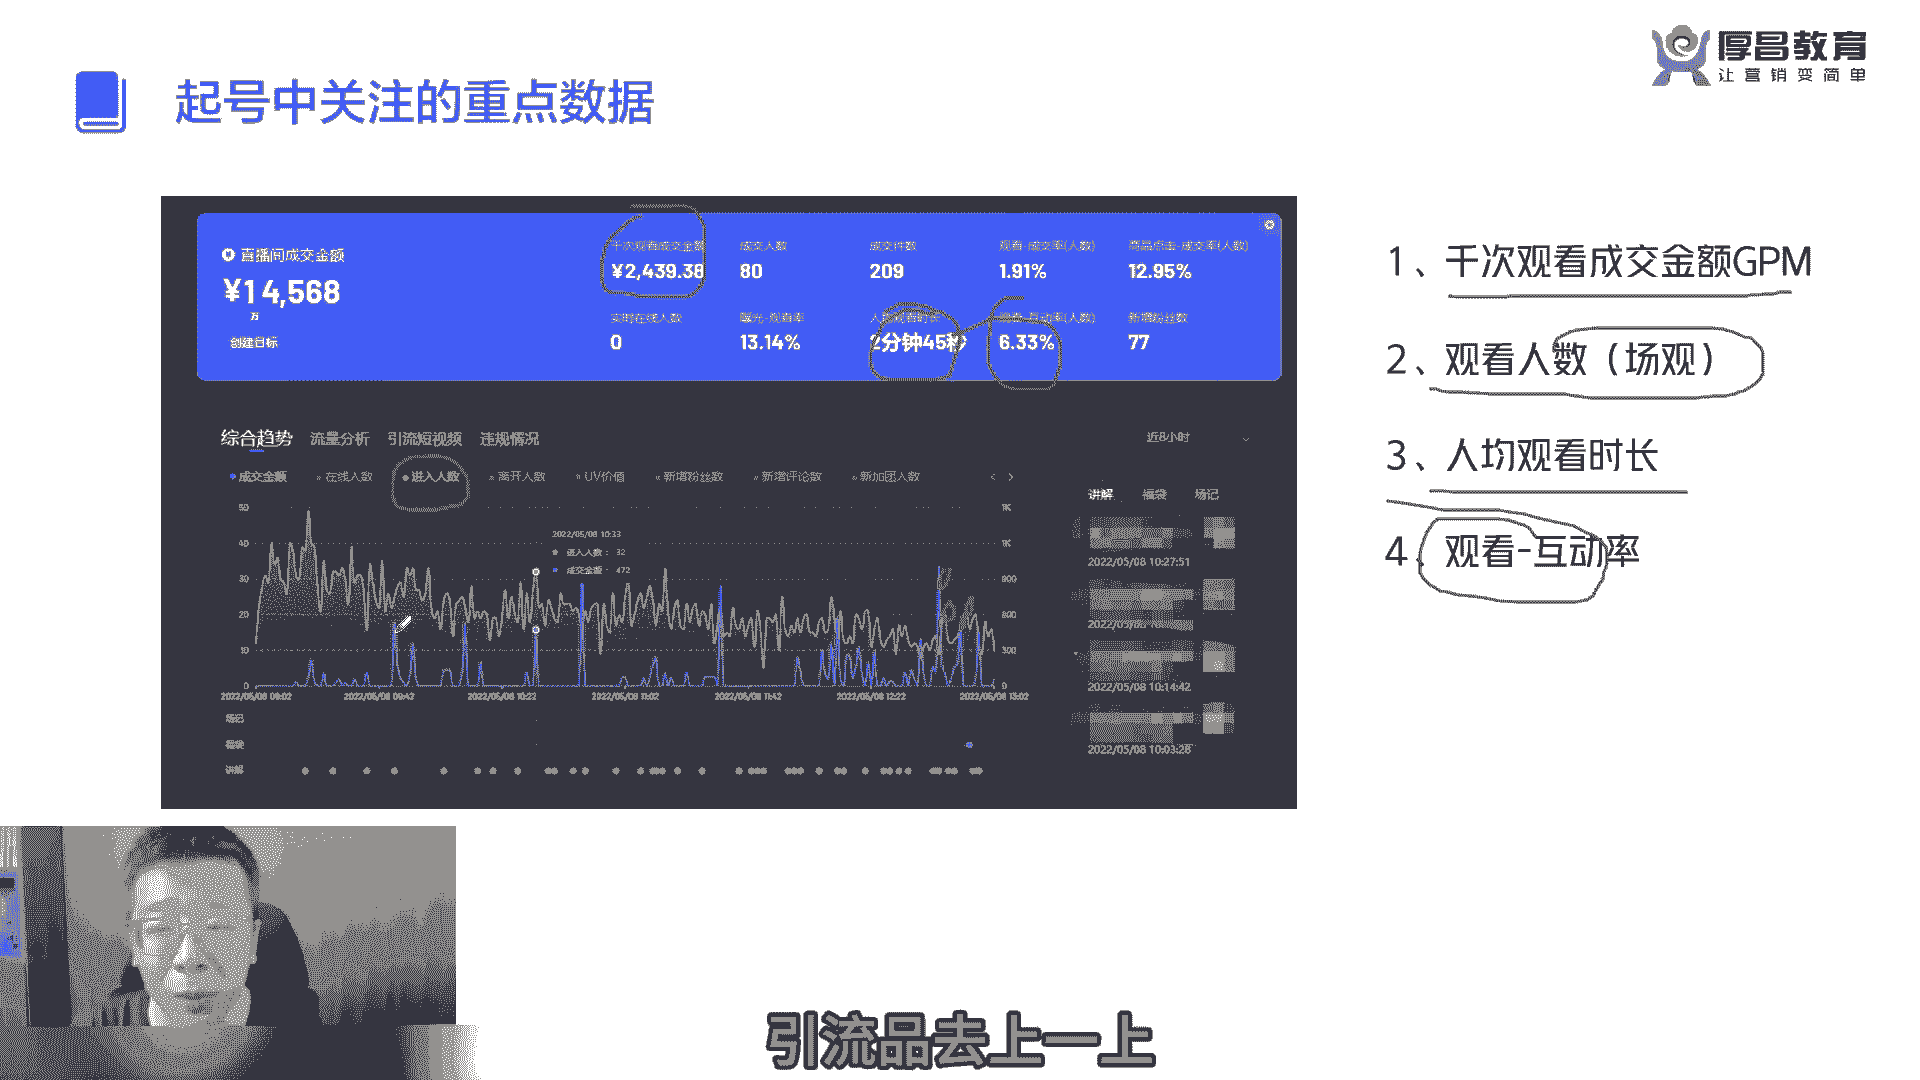 厚昌教育
让营销变简单
起号中关注的重点数据
直播间成交金额
¥14,568
万
创建目标
千次观看成交金额
¥2,439.38
成交人数
80
成交件数
209
观看-成交率(人数)
1.91%
商品点击-成交率(人数)
12.95%
实时在线人数
0
曝光-观看率
13.14%
人均观看时长
2分钟45秒
观看-互动率(人数)
6.33%
新增粉丝数
77
1、千次观看成交金额GPM
2、观看人数（场观）
3、人均观看时长
4、观看-互动率
综合趋势 流量分析 引流短视频 违规情况
近8小时
成交金额 在线人数 进入人数 离开人数 UV价值 新增粉丝数 新增评论数 新加团人数
讲解 福袋 场记
50
40
30
20
10
0
1K
1K
900
600
300
0
2022/05/08 10:33
进入人数： 32
成交金额： 472
2022/05/08 09:02 2022/05/08 09:42 2022/05/08 10:22 2022/05/08 11:02 2022/05/08 11:42 2022/05/08 12:22 2022/05/08 13:02
场记
福袋
讲解
2022/05/08 10:27:51
2022/05/08 10:14:42
2022/05/08 10:03:26
引流品去上一上